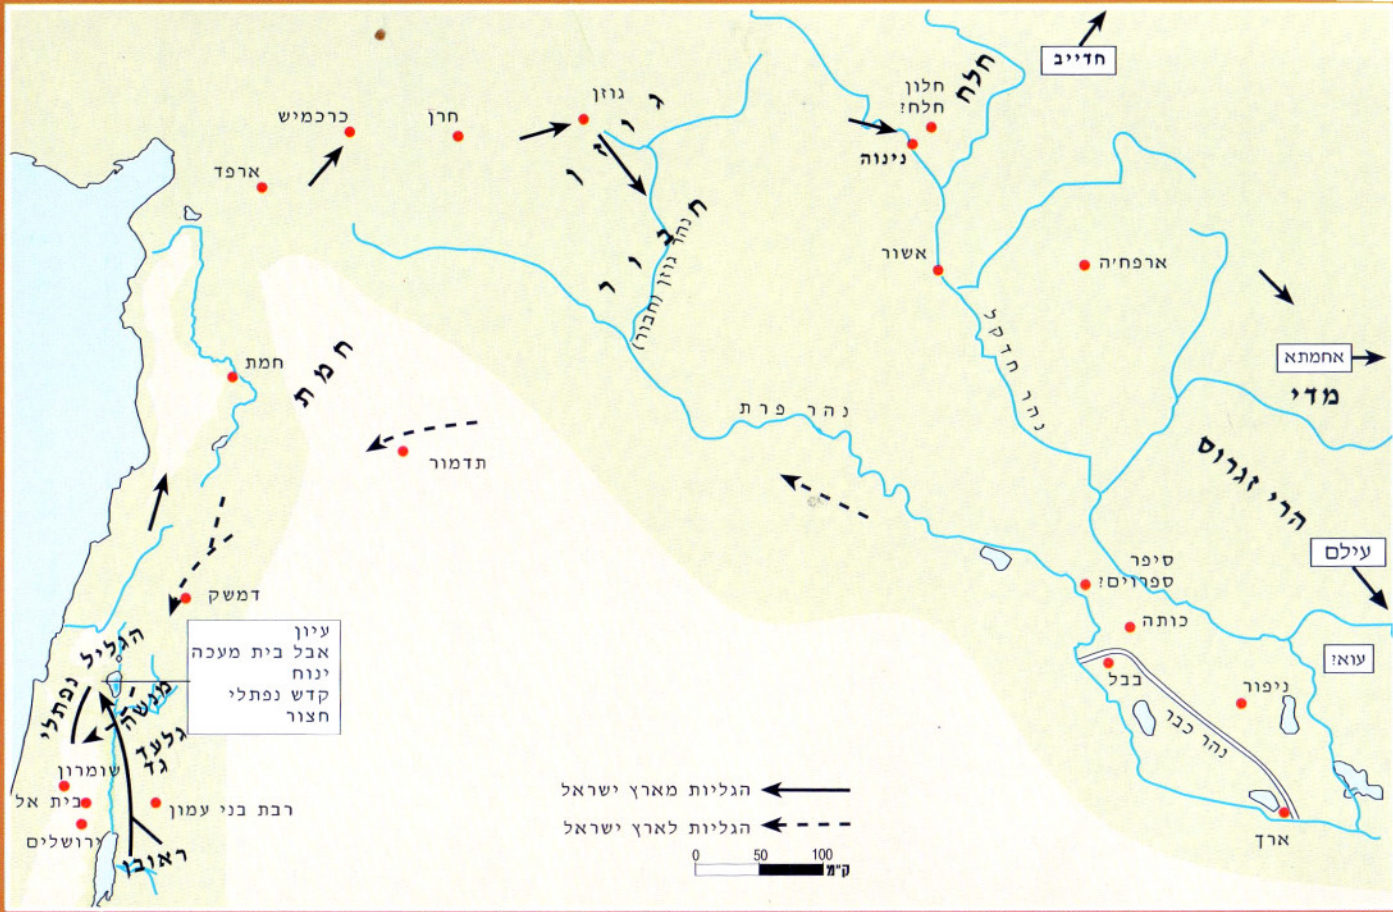 חדייב
חלח
חלון
חלח?
נינוה
גוזן
גוזן
חרן
כרכמיש
ארפד
חבור
נהר גוזן (חבור)
אשור
ארפח'ה
נהר חדקל
אחמתא
מדי
חמת
חמת
נהר פרת
תדמור
הרי זגרוס
עילם
סיפר
ספרוים?
כותה
עוא?
בבל
ניפור
נהר כבר
ארך
דמשק
עיון
אבל בית מעכה
ינוח
קדש נפתלי
חצור
הגליל
נפתלי
מנשה
גלעד
גד
שומרון
בית אל
רבת בני עמון
ירושלים
ראובן
הגליות מארץ ישראל
הגליות לארץ ישראל
0 50 100
ק"מ